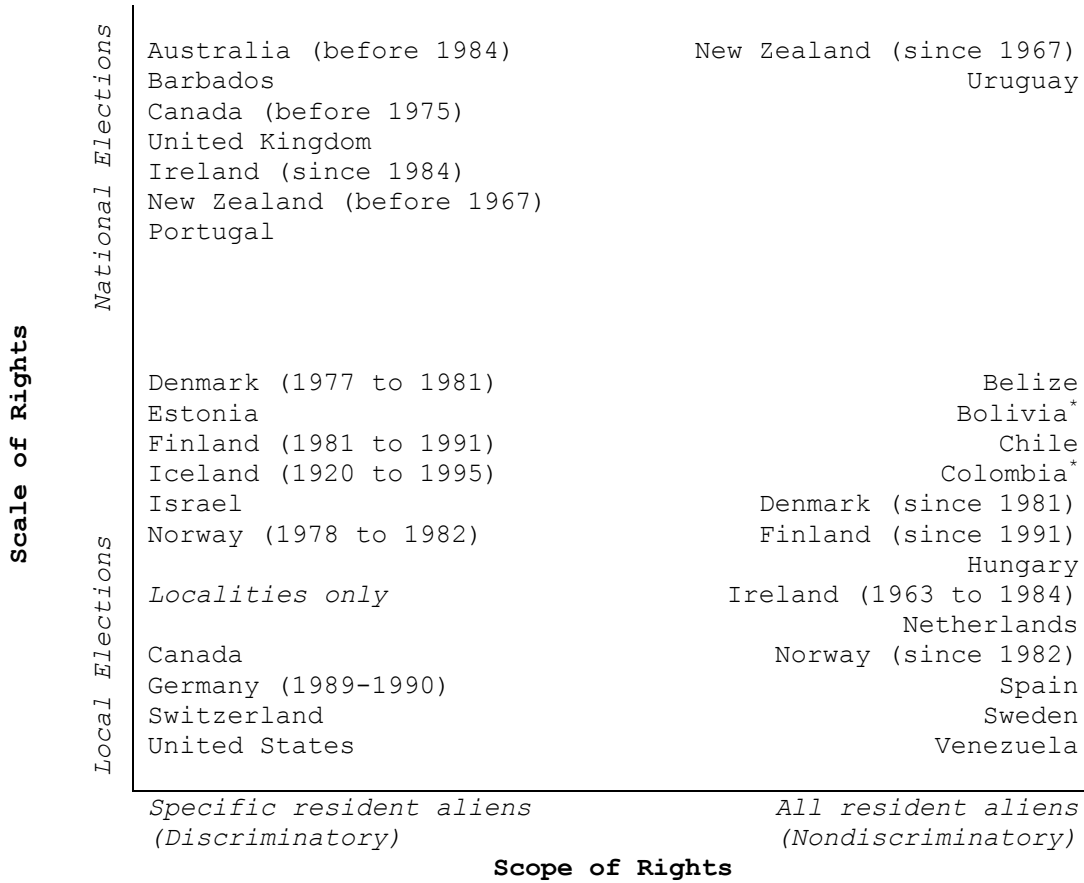 Scale of Rights
National Elections
Australia (before 1984) New Zealand (since 1967)
Barbados Uruguay
Canada (before 1975)
United Kingdom
Ireland (since 1984)
New Zealand (before 1967)
Portugal
Local Elections
Denmark (1977 to 1981) Belize
Estonia Bolivia*
Finland (1981 to 1991) Chile
Iceland (1920 to 1995) Colombia*
Israel Denmark (since 1981)
Norway (1978 to 1982) Finland (since 1991)
Hungary
Localities only Ireland (1963 to 1984)
Netherlands
Canada Norway (since 1982)
Germany (1989-1990) Spain
Switzerland Sweden
United States Venezuela
Specific resident aliens All resident aliens
(Discriminatory) (Nondiscriminatory)
Scope of Rights